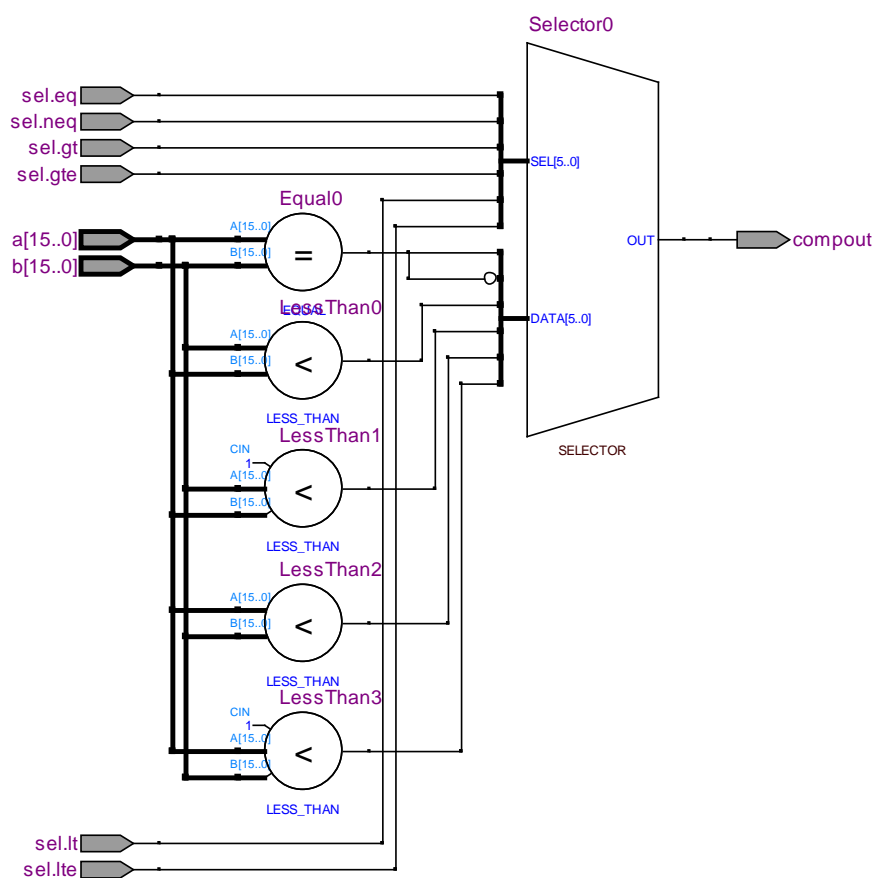 Selector0
sel.eq
sel.neq
sel.gt
sel.gte
SEL[5..0]
Equal0
A[15..0]
B[15..0]
=
EQUAL
a[15..0]
b[15..0]
OUT
compout
LessThan0
A[15..0]
B[15..0]
<
LESS_THAN
DATA[5..0]
SELECTOR
LessThan1
CIN
1
A[15..0]
B[15..0]
<
LESS_THAN
LessThan2
A[15..0]
B[15..0]
<
LESS_THAN
LessThan3
CIN
1
A[15..0]
B[15..0]
<
LESS_THAN
sel.lt
sel.lte